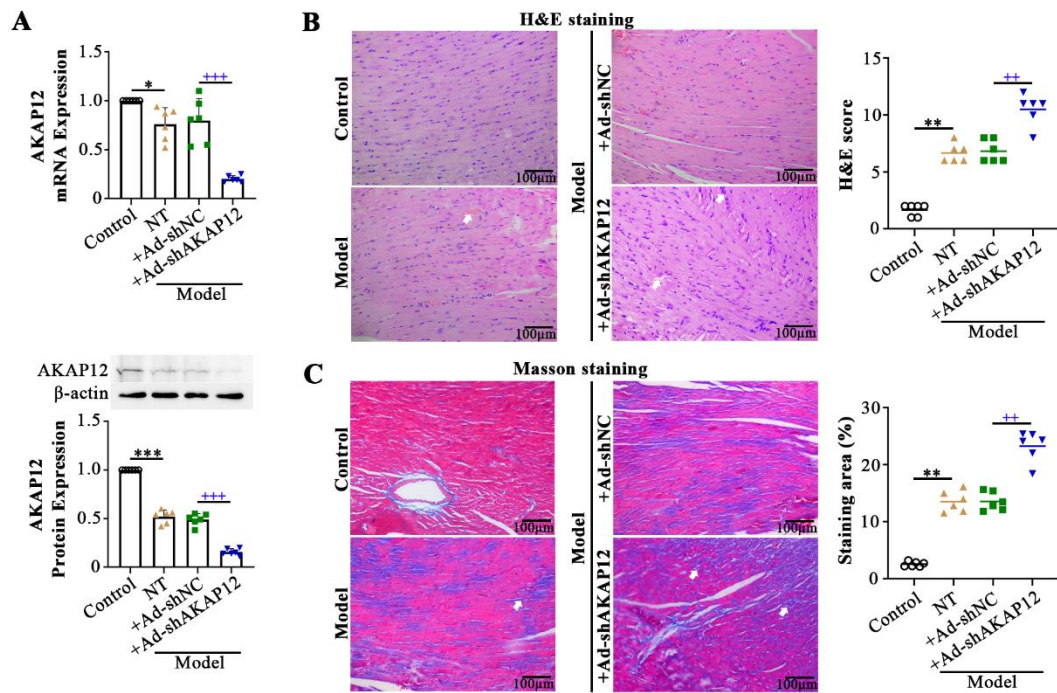 A
AKAP12
mRNA Expression
1.5
1.0
0.5
0
*
+++
Control
NT
+Ad-shNC
+Ad-shAKAP12
Model
AKAP12
β-actin
AKAP12
Protein Expression
1.5
1.0
0.5
0
***
+++
Control
NT
+Ad-shNC
+Ad-shAKAP12
Model
B
H&E staining
Control
100μm
Model
100μm
Model
+Ad-shNC
100μm
+Ad-shAKAP12
100μm
H&E score
15
10
5
0
**
++
Control
NT
+Ad-shNC
+Ad-shAKAP12
Model
C
Masson staining
Control
100μm
Model
100μm
Model
+Ad-shNC
100μm
+Ad-shAKAP12
100μm
Staining area (%)
30
20
10
0
**
++
Control
NT
+Ad-shNC
+Ad-shAKAP12
Model